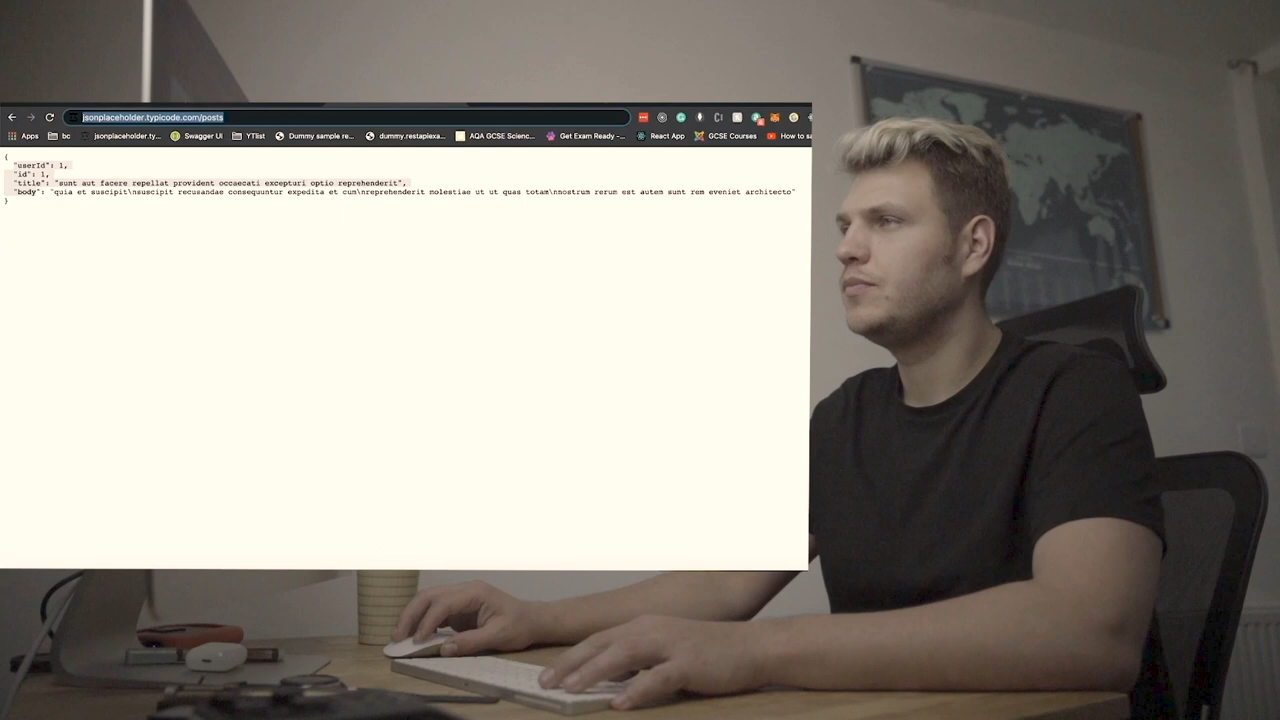 jsonplaceholder.typicode.com/posts
Apps bc jsonplaceholder.ty... Swagger UI YTlist Dummy sample re... dummy.restapiexa... AQA GCSE Scienc... Get Exam Ready -... React App GCSE Courses How to sa
{
"userId": 1,
"id": 1,
"title": "sunt aut facere repellat provident occaecati excepturi optio reprehenderit",
"body": "quia et suscipit\nsuscipit recusandae consequuntur expedita et cum\nreprehenderit molestiae ut ut quas totam\nnostrum rerum est autem sunt rem eveniet architecto"
}